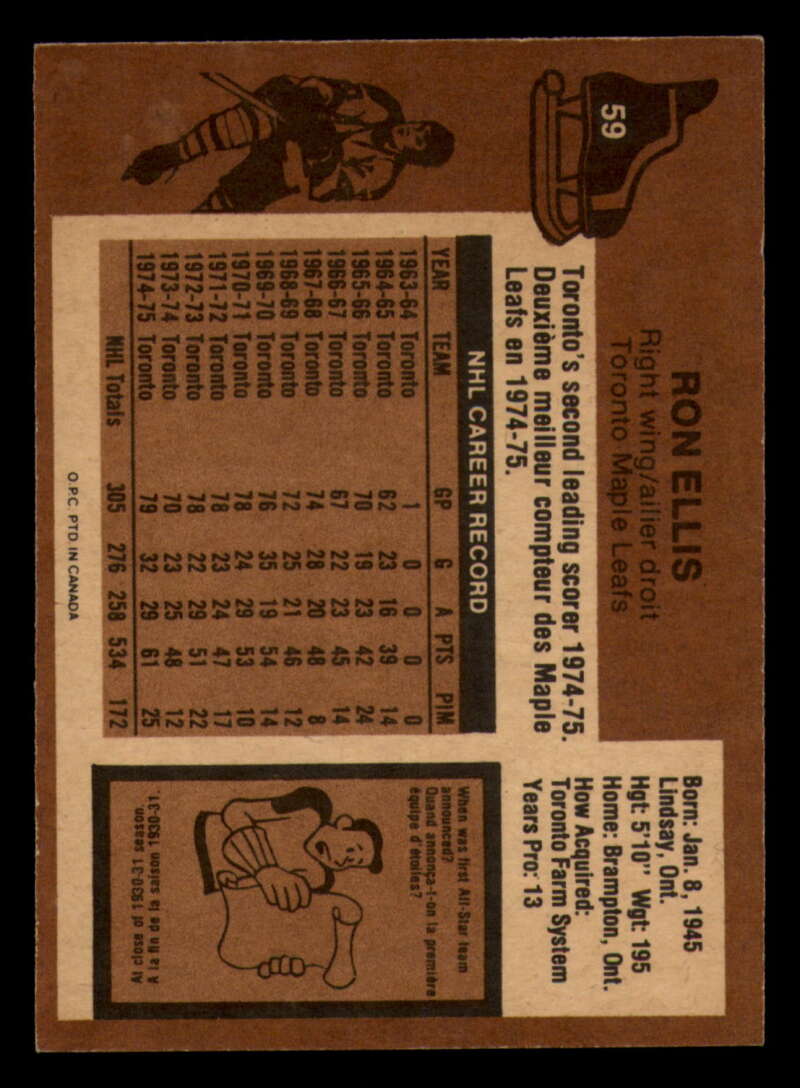 59
RON ELLIS
Right wing/ailier droit
Toronto Maple Leafs
Toronto's second leading scorer 1974-75.
Deuxième meilleur compteur des Maple
Leafs en 1974-75.
Born: Jan. 8, 1945
Lindsay, Ont.
Hgt: 5'10" Wgt: 195
Home: Brampton, Ont.
How Acquired:
Toronto Farm System
Years Pro: 13
NHL CAREER RECORD
YEAR TEAM GP G A PTS PIM
1963-64 Toronto 1 0 0 0 0
1964-65 Toronto 62 23 16 39 14
1965-66 Toronto 70 19 23 42 24
1966-67 Toronto 67 22 23 45 14
1967-68 Toronto 74 28 20 48 8
1968-69 Toronto 72 25 21 46 12
1969-70 Toronto 76 35 19 54 14
1970-71 Toronto 78 24 29 53 10
1971-72 Toronto 78 23 24 47 17
1972-73 Toronto 78 22 29 51 22
1973-74 Toronto 70 23 25 48 12
1974-75 Toronto 79 32 29 61 25
NHL Totals 305 276 258 534 172
When was first All-Star team
announced?
Quand annonça-t-on la première
équipe d'étoiles?
At close of 1930-31 season.
A la fin de la saison 1930-31.
O.P.C. PTD. IN CANADA